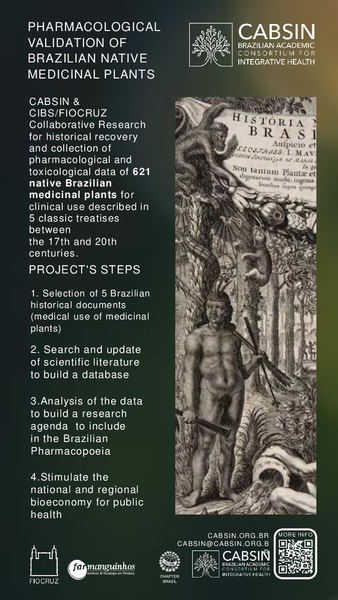 PHARMACOLOGICAL
VALIDATION OF
BRAZILIAN NATIVE
MEDICINAL PLANTS
CABSIN
BRAZILIAN ACADEMIC
CONSORTIUM FOR
INTEGRATIVE HEALTH
CABSIN &
CIBS/FIOCRUZ
Collaborative Research
for historical recovery
and collection of
pharmacological and
toxicological data of 621
native Brazilian
medicinal plants for
clinical use described in
5 classic treatises
between
the 17th and 20th
centuries.
PROJECT'S STEPS
1. Selection of 5 Brazilian
historical documents
(medical use of medicinal
plants)
2. Search and update
of scientific literature
to build a database
3.Analysis of the data
to build a research
agenda to include
in the Brazilian
Pharmacopoeia
4.Stimulate the
national and regional
bioeconomy for public
health
HISTORIA N
BRASI
Auspicio et
I. MAV
Non tantum Plantæ et
CABSIN.ORG.BR
CABSIN@CABSIN.ORG.B
MORE INFO
FIOCRUZ
farmanguinhos
CHAPTER
BRAZIL
CABSIN
BRAZILIAN ACADEMIC
CONSORTIUM FOR
INTEGRATIVE HEALTH